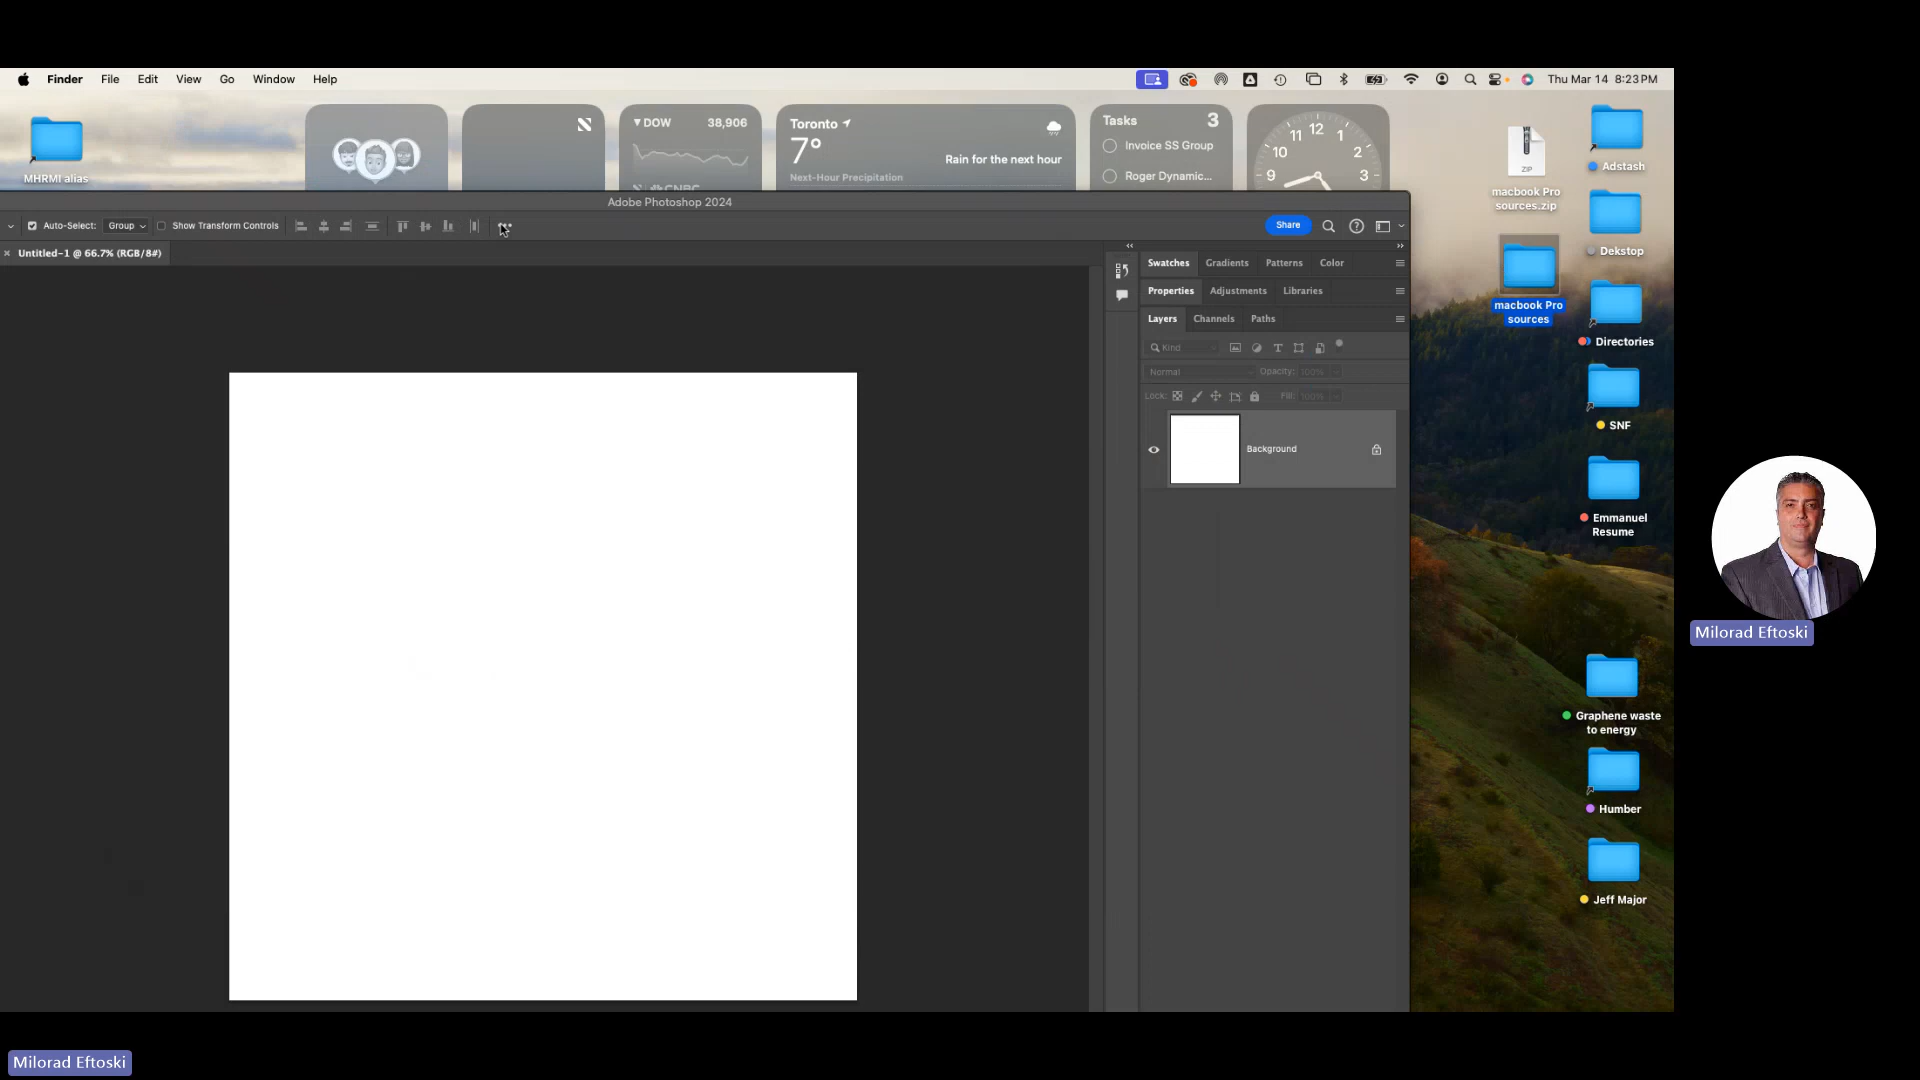 Finder File Edit View Go Window Help
Thu Mar 14 8:23 PM
MHRMI alias
DOW 38,906
CNBC
Toronto
7°
Rain for the next hour
Next-Hour Precipitation
Tasks 3
Invoice SS Group
Roger Dynamic...
12
11 1
10 2
9 3
ZIP
macbook Pro
sources.zip
Adstash
Adobe Photoshop 2024
Auto-Select: Group Show Transform Controls
Share
Untitled-1 @ 66.7% (RGB/8#)
Dekstop
Swatches Gradients Patterns Color
Properties Adjustments Libraries
Layers Channels Paths
Kind
Normal Opacity: 100%
Lock: Fill: 100%
Background
macbook Pro
sources
Directories
SNF
Emmanuel
Resume
Graphene waste
to energy
Humber
Jeff Major
Milorad Eftoski
Milorad Eftoski